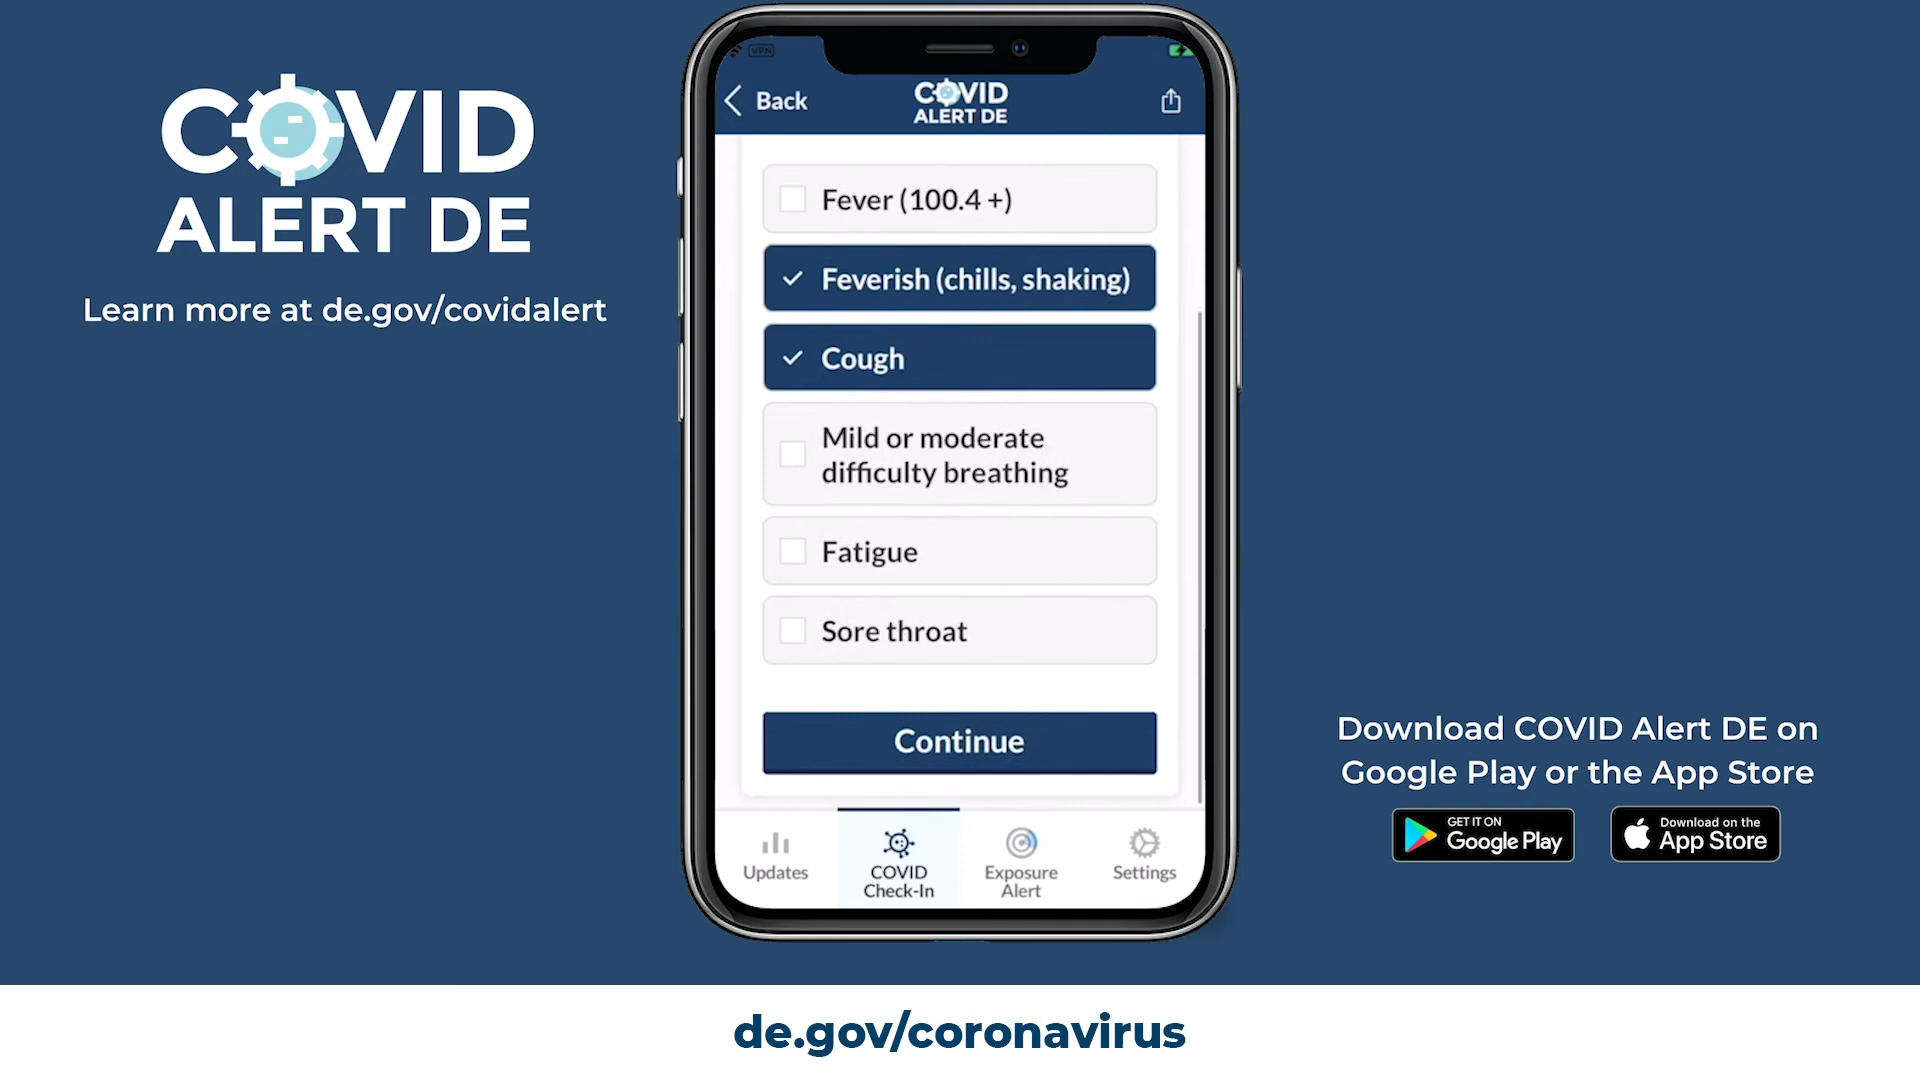 COVID
ALERT DE
Learn more at de.gov/covidalert
VPN
Back
COVID
ALERT DE
Fever (100.4 +)
Feverish (chills, shaking)
Cough
Mild or moderate
difficulty breathing
Fatigue
Sore throat
Continue
Updates
COVID
Check-In
Exposure
Alert
Settings
Download COVID Alert DE on
Google Play or the App Store
GET IT ON
Google Play
Download on the
App Store
de.gov/coronavirus